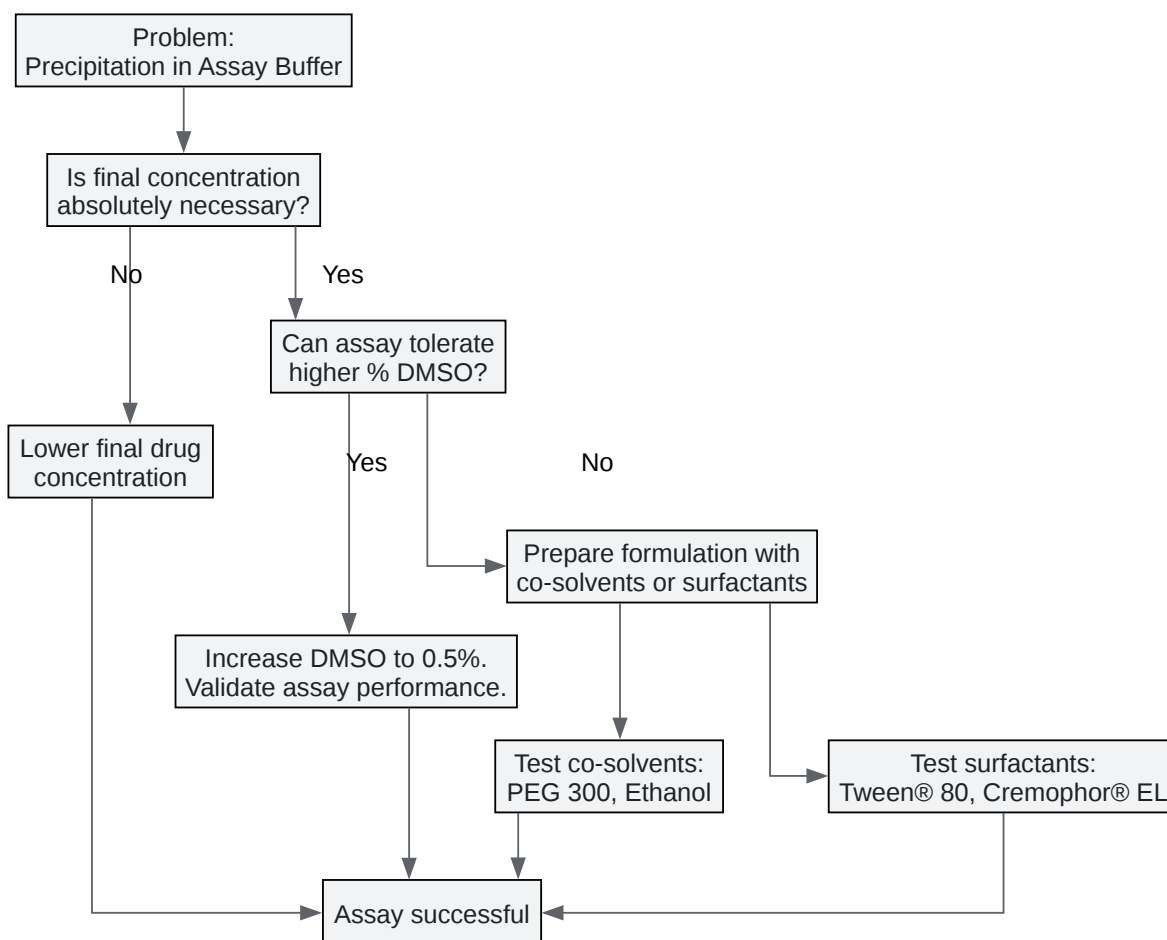 Problem:
Precipitation in Assay Buffer
Is final concentration
absolutely necessary?
No
Yes
Can assay tolerate
higher % DMSO?
Lower final drug
concentration
Yes
No
Prepare formulation with
co-solvents or surfactants
Increase DMSO to 0.5%.
Validate assay performance.
Test co-solvents:
PEG 300, Ethanol
Test surfactants:
Tween® 80, Cremophor® EL
Assay successful